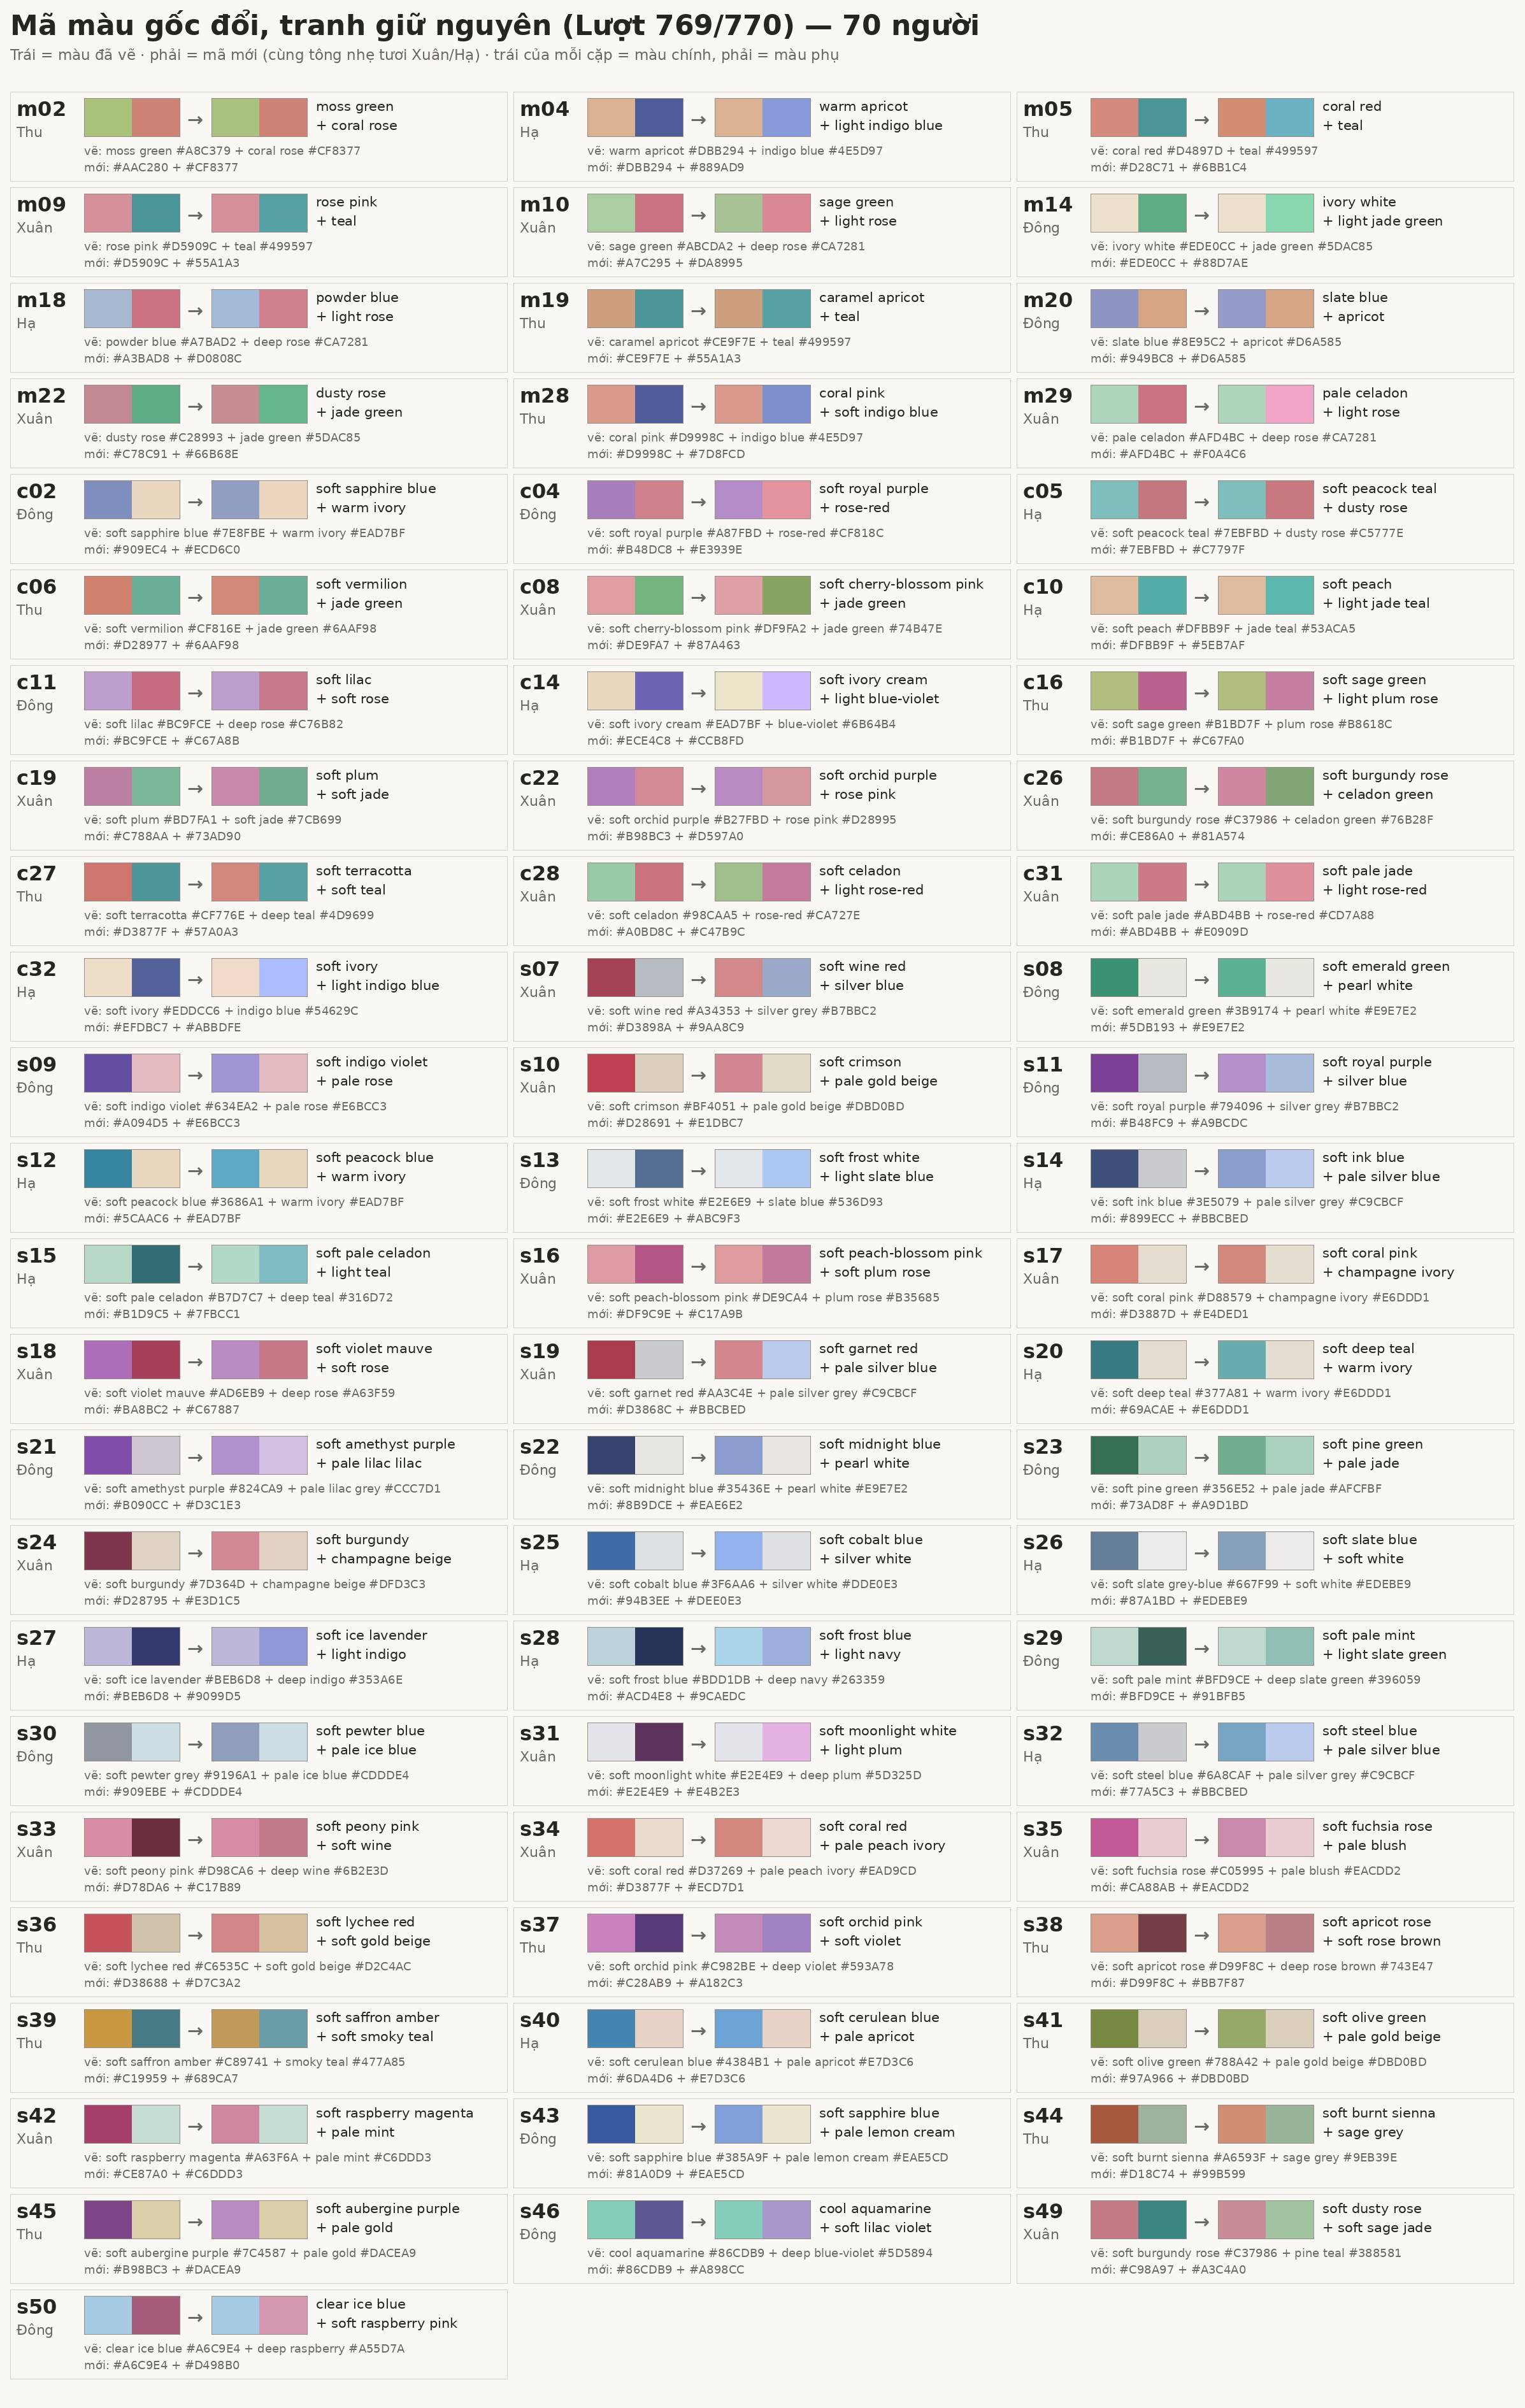 Mã màu gốc đổi, tranh giữ nguyên (Lượt 769/770) — 70 người
Trái = màu đã vẽ · phải = mã mới (cùng tông nhẹ tươi Xuân/Hạ) · trái của mỗi cặp = màu chính, phải = màu phụ
m02
Thu
→
moss green
+ coral rose
vẽ: moss green #A8C379 + coral rose #CF8377
mới: #AAC280 + #CF8377
m04
Hạ
→
warm apricot
+ light indigo blue
vẽ: warm apricot #DBB294 + indigo blue #4E5D97
mới: #DBB294 + #889AD9
m05
Thu
→
coral red
+ teal
vẽ: coral red #D4897D + teal #499597
mới: #D28C71 + #6BB1C4
m09
Xuân
→
rose pink
+ teal
vẽ: rose pink #D5909C + teal #499597
mới: #D5909C + #55A1A3
m10
Xuân
→
sage green
+ light rose
vẽ: sage green #ABCDA2 + deep rose #CA7281
mới: #A7C295 + #DA8995
m14
Đông
→
ivory white
+ light jade green
vẽ: ivory white #EDE0CC + jade green #5DAC85
mới: #EDE0CC + #88D7AE
m18
Hạ
→
powder blue
+ light rose
vẽ: powder blue #A7BAD2 + deep rose #CA7281
mới: #A3BAD8 + #D0808C
m19
Thu
→
caramel apricot
+ teal
vẽ: caramel apricot #CE9F7E + teal #499597
mới: #CE9F7E + #55A1A3
m20
Đông
→
slate blue
+ apricot
vẽ: slate blue #8E95C2 + apricot #D6A585
mới: #949BC8 + #D6A585
m22
Xuân
→
dusty rose
+ jade green
vẽ: dusty rose #C28993 + jade green #5DAC85
mới: #C78C91 + #66B68E
m28
Thu
→
coral pink
+ soft indigo blue
vẽ: coral pink #D9998C + indigo blue #4E5D97
mới: #D9998C + #7D8FCD
m29
Xuân
→
pale celadon
+ light rose
vẽ: pale celadon #AFD4BC + deep rose #CA7281
mới: #AFD4BC + #F0A4C6
c02
Đông
→
soft sapphire blue
+ warm ivory
vẽ: soft sapphire blue #7E8FBE + warm ivory #EAD7BF
mới: #909EC4 + #ECD6C0
c04
Đông
→
soft royal purple
+ rose-red
vẽ: soft royal purple #A87FBD + rose-red #CF818C
mới: #B48DC8 + #E3939E
c05
Hạ
→
soft peacock teal
+ dusty rose
vẽ: soft peacock teal #7EBFBD + dusty rose #C5777E
mới: #7EBFBD + #C7797F
c06
Thu
→
soft vermilion
+ jade green
vẽ: soft vermilion #CF816E + jade green #6AAF98
mới: #D28977 + #6AAF98
c08
Xuân
→
soft cherry-blossom pink
+ jade green
vẽ: soft cherry-blossom pink #DF9FA2 + jade green #74B47E
mới: #DE9FA7 + #87A463
c10
Hạ
→
soft peach
+ light jade teal
vẽ: soft peach #DFBB9F + jade teal #53ACA5
mới: #DFBB9F + #5EB7AF
c11
Đông
→
soft lilac
+ soft rose
vẽ: soft lilac #BC9FCE + deep rose #C76B82
mới: #BC9FCE + #C67A8B
c14
Hạ
→
soft ivory cream
+ light blue-violet
vẽ: soft ivory cream #EAD7BF + blue-violet #6B64B4
mới: #ECE4C8 + #CCB8FD
c16
Thu
→
soft sage green
+ light plum rose
vẽ: soft sage green #B1BD7F + plum rose #B8618C
mới: #B1BD7F + #C67FA0
c19
Xuân
→
soft plum
+ soft jade
vẽ: soft plum #BD7FA1 + soft jade #7CB699
mới: #C788AA + #73AD90
c22
Xuân
→
soft orchid purple
+ rose pink
vẽ: soft orchid purple #B27FBD + rose pink #D28995
mới: #B98BC3 + #D597A0
c26
Xuân
→
soft burgundy rose
+ celadon green
vẽ: soft burgundy rose #C37986 + celadon green #76B28F
mới: #CE86A0 + #81A574
c27
Thu
→
soft terracotta
+ soft teal
vẽ: soft terracotta #CF776E + deep teal #4D9699
mới: #D3877F + #57A0A3
c28
Xuân
→
soft celadon
+ light rose-red
vẽ: soft celadon #98CAA5 + rose-red #CA727E
mới: #A0BD8C + #C47B9C
c31
Xuân
→
soft pale jade
+ light rose-red
vẽ: soft pale jade #ABD4BB + rose-red #CD7A88
mới: #ABD4BB + #E0909D
c32
Hạ
→
soft ivory
+ light indigo blue
vẽ: soft ivory #EDDCC6 + indigo blue #54629C
mới: #EFDBC7 + #ABBDFE
s07
Xuân
→
soft wine red
+ silver blue
vẽ: soft wine red #A34353 + silver grey #B7BBC2
mới: #D3898A + #9AA8C9
s08
Đông
→
soft emerald green
+ pearl white
vẽ: soft emerald green #3B9174 + pearl white #E9E7E2
mới: #5DB193 + #E9E7E2
s09
Đông
→
soft indigo violet
+ pale rose
vẽ: soft indigo violet #634EA2 + pale rose #E6BCC3
mới: #A094D5 + #E6BCC3
s10
Xuân
→
soft crimson
+ pale gold beige
vẽ: soft crimson #BF4051 + pale gold beige #DBD0BD
mới: #D28691 + #E1DBC7
s11
Đông
→
soft royal purple
+ silver blue
vẽ: soft royal purple #794096 + silver grey #B7BBC2
mới: #B48FC9 + #A9BCDC
s12
Hạ
→
soft peacock blue
+ warm ivory
vẽ: soft peacock blue #3686A1 + warm ivory #EAD7BF
mới: #5CAAC6 + #EAD7BF
s13
Đông
→
soft frost white
+ light slate blue
vẽ: soft frost white #E2E6E9 + slate blue #536D93
mới: #E2E6E9 + #ABC9F3
s14
Hạ
→
soft ink blue
+ pale silver blue
vẽ: soft ink blue #3E5079 + pale silver grey #C9CBCF
mới: #899ECC + #BBCBED
s15
Hạ
→
soft pale celadon
+ light teal
vẽ: soft pale celadon #B7D7C7 + deep teal #316D72
mới: #B1D9C5 + #7FBCC1
s16
Xuân
→
soft peach-blossom pink
+ soft plum rose
vẽ: soft peach-blossom pink #DE9CA4 + plum rose #B35685
mới: #DF9C9E + #C17A9B
s17
Xuân
→
soft coral pink
+ champagne ivory
vẽ: soft coral pink #D88579 + champagne ivory #E6DDD1
mới: #D3887D + #E4DED1
s18
Xuân
→
soft violet mauve
+ soft rose
vẽ: soft violet mauve #AD6EB9 + deep rose #A63F59
mới: #BA8BC2 + #C67887
s19
Xuân
→
soft garnet red
+ pale silver blue
vẽ: soft garnet red #AA3C4E + pale silver grey #C9CBCF
mới: #D3868C + #BBCBED
s20
Hạ
→
soft deep teal
+ warm ivory
vẽ: soft deep teal #377A81 + warm ivory #E6DDD1
mới: #69ACAE + #E6DDD1
s21
Đông
→
soft amethyst purple
+ pale lilac lilac
vẽ: soft amethyst purple #824CA9 + pale lilac grey #CCC7D1
mới: #B090CC + #D3C1E3
s22
Đông
→
soft midnight blue
+ pearl white
vẽ: soft midnight blue #35436E + pearl white #E9E7E2
mới: #8B9DCE + #EAE6E2
s23
Đông
→
soft pine green
+ pale jade
vẽ: soft pine green #356E52 + pale jade #AFCFBF
mới: #73AD8F + #A9D1BD
s24
Xuân
→
soft burgundy
+ champagne beige
vẽ: soft burgundy #7D364D + champagne beige #DFD3C3
mới: #D28795 + #E3D1C5
s25
Hạ
→
soft cobalt blue
+ silver white
vẽ: soft cobalt blue #3F6AA6 + silver white #DDE0E3
mới: #94B3EE + #DEE0E3
s26
Hạ
→
soft slate blue
+ soft white
vẽ: soft slate grey-blue #667F99 + soft white #EDEBE9
mới: #87A1BD + #EDEBE9
s27
Hạ
→
soft ice lavender
+ light indigo
vẽ: soft ice lavender #BEB6D8 + deep indigo #353A6E
mới: #BEB6D8 + #9099D5
s28
Hạ
→
soft frost blue
+ light navy
vẽ: soft frost blue #BDD1DB + deep navy #263359
mới: #ACD4E8 + #9CAEDC
s29
Đông
→
soft pale mint
+ light slate green
vẽ: soft pale mint #BFD9CE + deep slate green #396059
mới: #BFD9CE + #91BFB5
s30
Đông
→
soft pewter blue
+ pale ice blue
vẽ: soft pewter grey #9196A1 + pale ice blue #CDDDE4
mới: #909EBE + #CDDDE4
s31
Xuân
→
soft moonlight white
+ light plum
vẽ: soft moonlight white #E2E4E9 + deep plum #5D325D
mới: #E2E4E9 + #E4B2E3
s32
Hạ
→
soft steel blue
+ pale silver blue
vẽ: soft steel blue #6A8CAF + pale silver grey #C9CBCF
mới: #77A5C3 + #BBCBED
s33
Xuân
→
soft peony pink
+ soft wine
vẽ: soft peony pink #D98CA6 + deep wine #6B2E3D
mới: #D78DA6 + #C17B89
s34
Xuân
→
soft coral red
+ pale peach ivory
vẽ: soft coral red #D37269 + pale peach ivory #EAD9CD
mới: #D3877F + #ECD7D1
s35
Xuân
→
soft fuchsia rose
+ pale blush
vẽ: soft fuchsia rose #C05995 + pale blush #EACDD2
mới: #CA88AB + #EACDD2
s36
Thu
→
soft lychee red
+ soft gold beige
vẽ: soft lychee red #C6535C + soft gold beige #D2C4AC
mới: #D38688 + #D7C3A2
s37
Thu
→
soft orchid pink
+ soft violet
vẽ: soft orchid pink #C982BE + deep violet #593A78
mới: #C28AB9 + #A182C3
s38
Thu
→
soft apricot rose
+ soft rose brown
vẽ: soft apricot rose #D99F8C + deep rose brown #743E47
mới: #D99F8C + #BB7F87
s39
Thu
→
soft saffron amber
+ soft smoky teal
vẽ: soft saffron amber #C89741 + smoky teal #477A85
mới: #C19959 + #689CA7
s40
Hạ
→
soft cerulean blue
+ pale apricot
vẽ: soft cerulean blue #4384B1 + pale apricot #E7D3C6
mới: #6DA4D6 + #E7D3C6
s41
Thu
→
soft olive green
+ pale gold beige
vẽ: soft olive green #788A42 + pale gold beige #DBD0BD
mới: #97A966 + #DBD0BD
s42
Xuân
→
soft raspberry magenta
+ pale mint
vẽ: soft raspberry magenta #A63F6A + pale mint #C6DDD3
mới: #CE87A0 + #C6DDD3
s43
Đông
→
soft sapphire blue
+ pale lemon cream
vẽ: soft sapphire blue #385A9F + pale lemon cream #EAE5CD
mới: #81A0D9 + #EAE5CD
s44
Thu
→
soft burnt sienna
+ sage grey
vẽ: soft burnt sienna #A6593F + sage grey #9EB39E
mới: #D18C74 + #99B599
s45
Thu
→
soft aubergine purple
+ pale gold
vẽ: soft aubergine purple #7C4587 + pale gold #DACEA9
mới: #B98BC3 + #DACEA9
s46
Đông
→
cool aquamarine
+ soft lilac violet
vẽ: cool aquamarine #86CDB9 + deep blue-violet #5D5894
mới: #86CDB9 + #A898CC
s49
Xuân
→
soft dusty rose
+ soft sage jade
vẽ: soft burgundy rose #C37986 + pine teal #388581
mới: #C98A97 + #A3C4A0
s50
Đông
→
clear ice blue
+ soft raspberry pink
vẽ: clear ice blue #A6C9E4 + deep raspberry #A55D7A
mới: #A6C9E4 + #D498B0